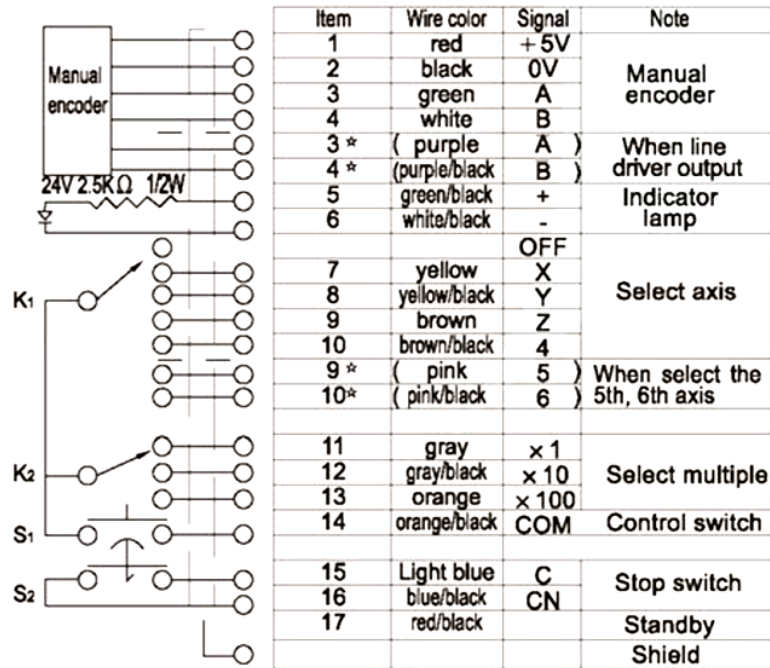 Item Wire color Signal Note
1 red +5V
2 black 0V
3 green A
4 white B
Manual
encoder
3☆ ( purple A )
4☆ (purple/black B )
When line
driver output
5 green/black +
6 white/black -
Indicator
lamp
OFF
7 yellow X
8 yellow/black Y
9 brown Z
10 brown/black 4
Select axis
9☆ ( pink 5 )
10☆ ( pink/black 6 )
When select the
5th, 6th axis
11 gray ×1
12 gray/black ×10
13 orange ×100
Select multiple
14 orange/black COM Control switch
15 Light blue C
16 blue/black CN
Stop switch
17 red/black Standby
Shield
Manual
encoder
24V 2.5KΩ 1/2W
K1
K2
S1
S2